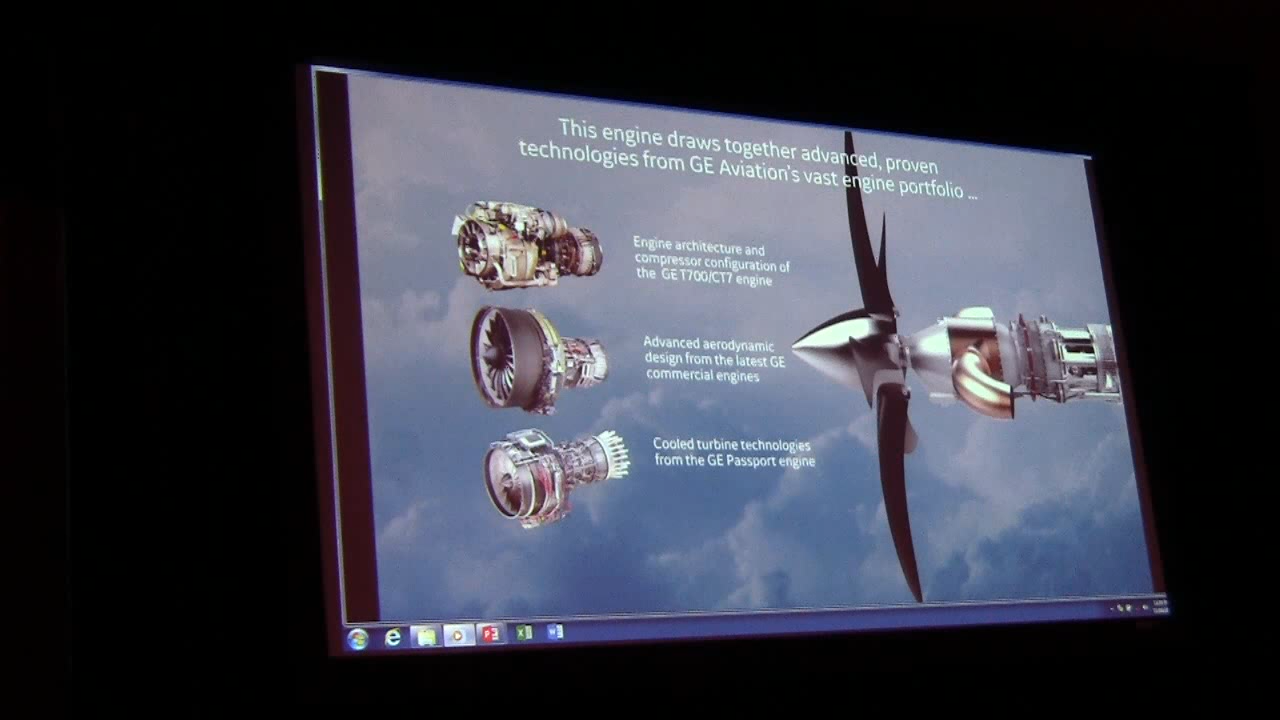 This engine draws together advanced, proven
technologies from GE Aviation's vast engine portfolio ...
Engine architecture and
compressor configuration of
the GE T700/CT7 engine
Advanced aerodynamic
design from the latest GE
commercial engines
Cooled turbine technologies
from the GE Passport engine